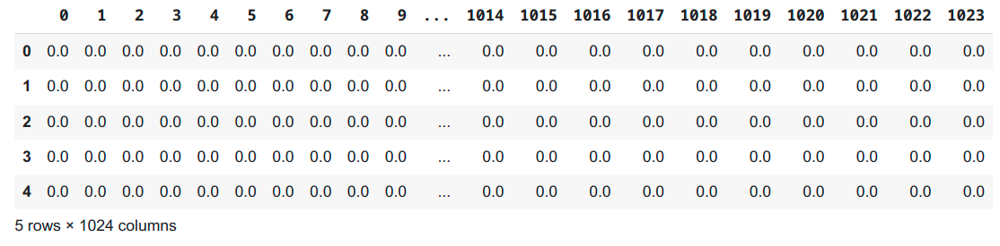 0 1 2 3 4 5 6 7 8 9 ... 1014 1015 1016 1017 1018 1019 1020 1021 1022 1023
0 0.0 0.0 0.0 0.0 0.0 0.0 0.0 0.0 0.0 0.0 ... 0.0 0.0 0.0 0.0 0.0 0.0 0.0 0.0 0.0 0.0
1 0.0 0.0 0.0 0.0 0.0 0.0 0.0 0.0 0.0 0.0 ... 0.0 0.0 0.0 0.0 0.0 0.0 0.0 0.0 0.0 0.0
2 0.0 0.0 0.0 0.0 0.0 0.0 0.0 0.0 0.0 0.0 ... 0.0 0.0 0.0 0.0 0.0 0.0 0.0 0.0 0.0 0.0
3 0.0 0.0 0.0 0.0 0.0 0.0 0.0 0.0 0.0 0.0 ... 0.0 0.0 0.0 0.0 0.0 0.0 0.0 0.0 0.0 0.0
4 0.0 0.0 0.0 0.0 0.0 0.0 0.0 0.0 0.0 0.0 ... 0.0 0.0 0.0 0.0 0.0 0.0 0.0 0.0 0.0 0.0
5 rows × 1024 columns